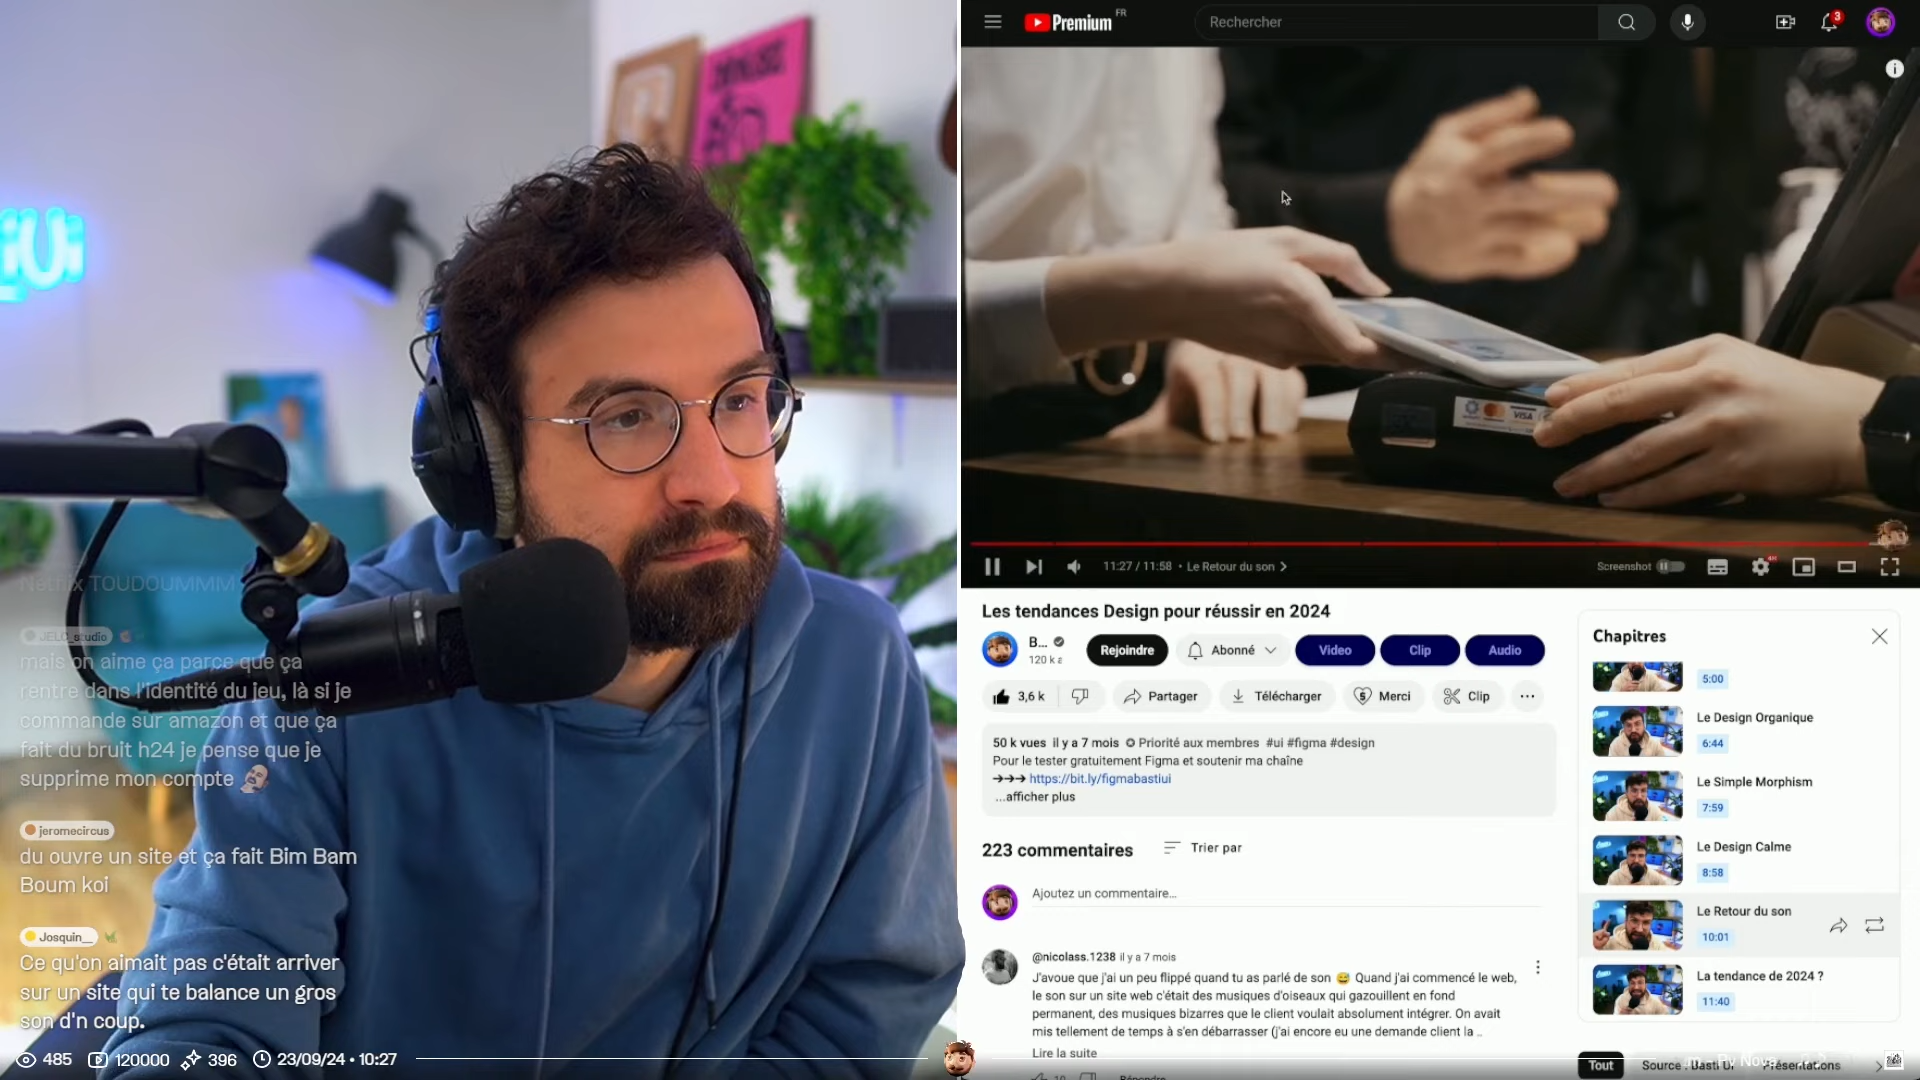 Netflix TOUDOUMMM
JELO_studio
mais on aime ça parce que ça
rentre dans l'identité du jeu, là si je
commande sur amazon et que ça
fait du bruit h24 je pense que je
supprime mon compte
jeromecircus
du ouvre un site et ça fait Bim Bam
Boum koi
Josquin__
Ce qu'on aimait pas c'était arriver
sur un site qui te balance un gros
son d'n coup.
485
120000
396
23/09/24 • 10:27
Premium FR
Rechercher
3
VISA
11:27 / 11:58 • Le Retour du son
Screenshot
Les tendances Design pour réussir en 2024
B...
120 k a
Rejoindre
Abonné
Video
Clip
Audio
3,6 k
Partager
Télécharger
Merci
Clip
50 k vues il y a 7 mois ✪ Priorité aux membres #ui #figma #design
Pour le tester gratuitement Figma et soutenir ma chaîne
➔➔➔ https://bit.ly/figmabastiui
...afficher plus
223 commentaires
Trier par
Ajoutez un commentaire...
@nicolass.1238 il y a 7 mois
J'avoue que j'ai un peu flippé quand tu as parlé de son 😅 Quand j'ai commencé le web,
le son sur un site web c'était des musiques d'oiseaux qui gazouillent en fond
permanent, des musiques bizarres que le client voulait absolument intégrer. On avait
mis tellement de temps à s'en débarrasser (j'ai encore eu une demande client la ..
Lire la suite
10
Répondre
Chapitres
5:00
Le Design Organique
6:44
Le Simple Morphism
7:59
Le Design Calme
8:58
Le Retour du son
10:01
La tendance de 2024 ?
11:40
Tout
Source : Basti Ui
Présentations